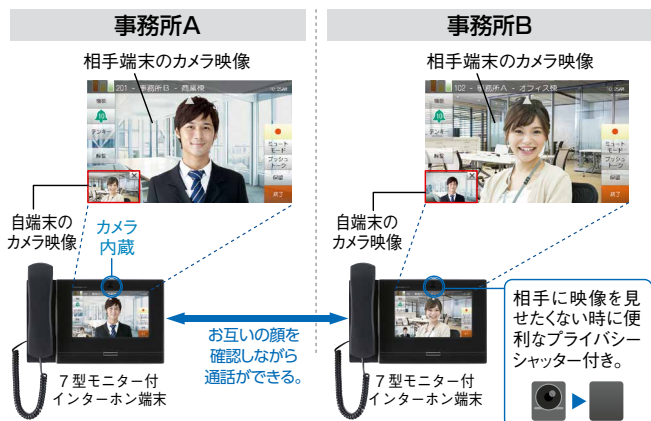 事務所A
事務所B
相手端末のカメラ映像
相手端末のカメラ映像
201 - 事務所B - 商業棟
10:25AM
102 - 事務所A - オフィス棟
10:25AM
10
テンキー
転送
ミュート
モード
プッシュ
トーク
保留
終了
10
テンキー
転送
ミュート
モード
プッシュ
トーク
保留
終了
自端末の
カメラ映像
カメラ
内蔵
自端末の
カメラ映像
お互いの顔を
確認しながら
通話ができる。
相手に映像を見
せたくない時に便
利なプライバシー
シャッター付き。
7型モニター付
インターホン端末
7型モニター付
インターホン端末